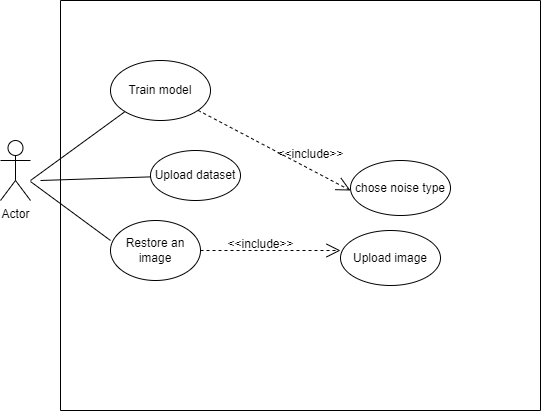 Train model
<<include>>
Upload dataset
chose noise type
Actor
Restore an
image
<<include>>
Upload image